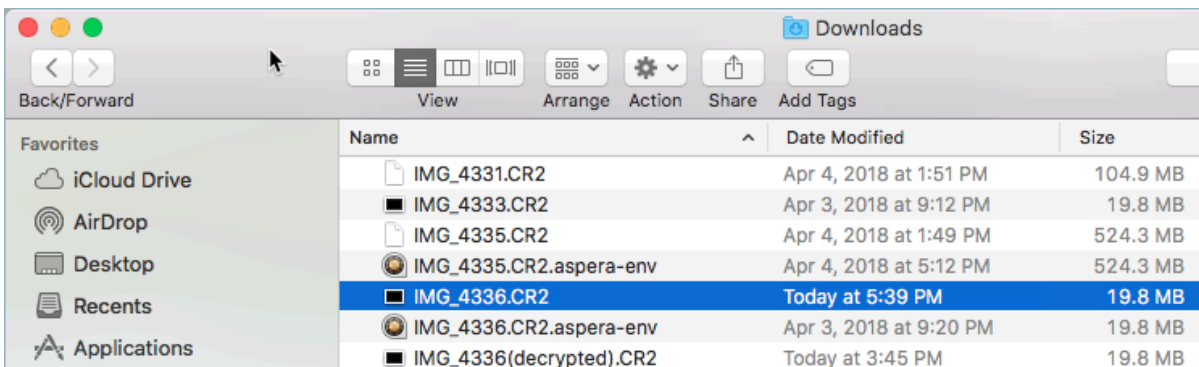 Downloads
Back/Forward View Arrange Action Share Add Tags
Favorites
iCloud Drive
AirDrop
Desktop
Recents
Applications
Name Date Modified Size
IMG_4331.CR2 Apr 4, 2018 at 1:51 PM 104.9 MB
IMG_4333.CR2 Apr 3, 2018 at 9:12 PM 19.8 MB
IMG_4335.CR2 Apr 4, 2018 at 1:49 PM 524.3 MB
IMG_4335.CR2.aspera-env Apr 4, 2018 at 5:12 PM 524.3 MB
IMG_4336.CR2 Today at 5:39 PM 19.8 MB
IMG_4336.CR2.aspera-env Apr 3, 2018 at 9:20 PM 19.8 MB
IMG_4336(decrypted).CR2 Today at 3:45 PM 19.8 MB